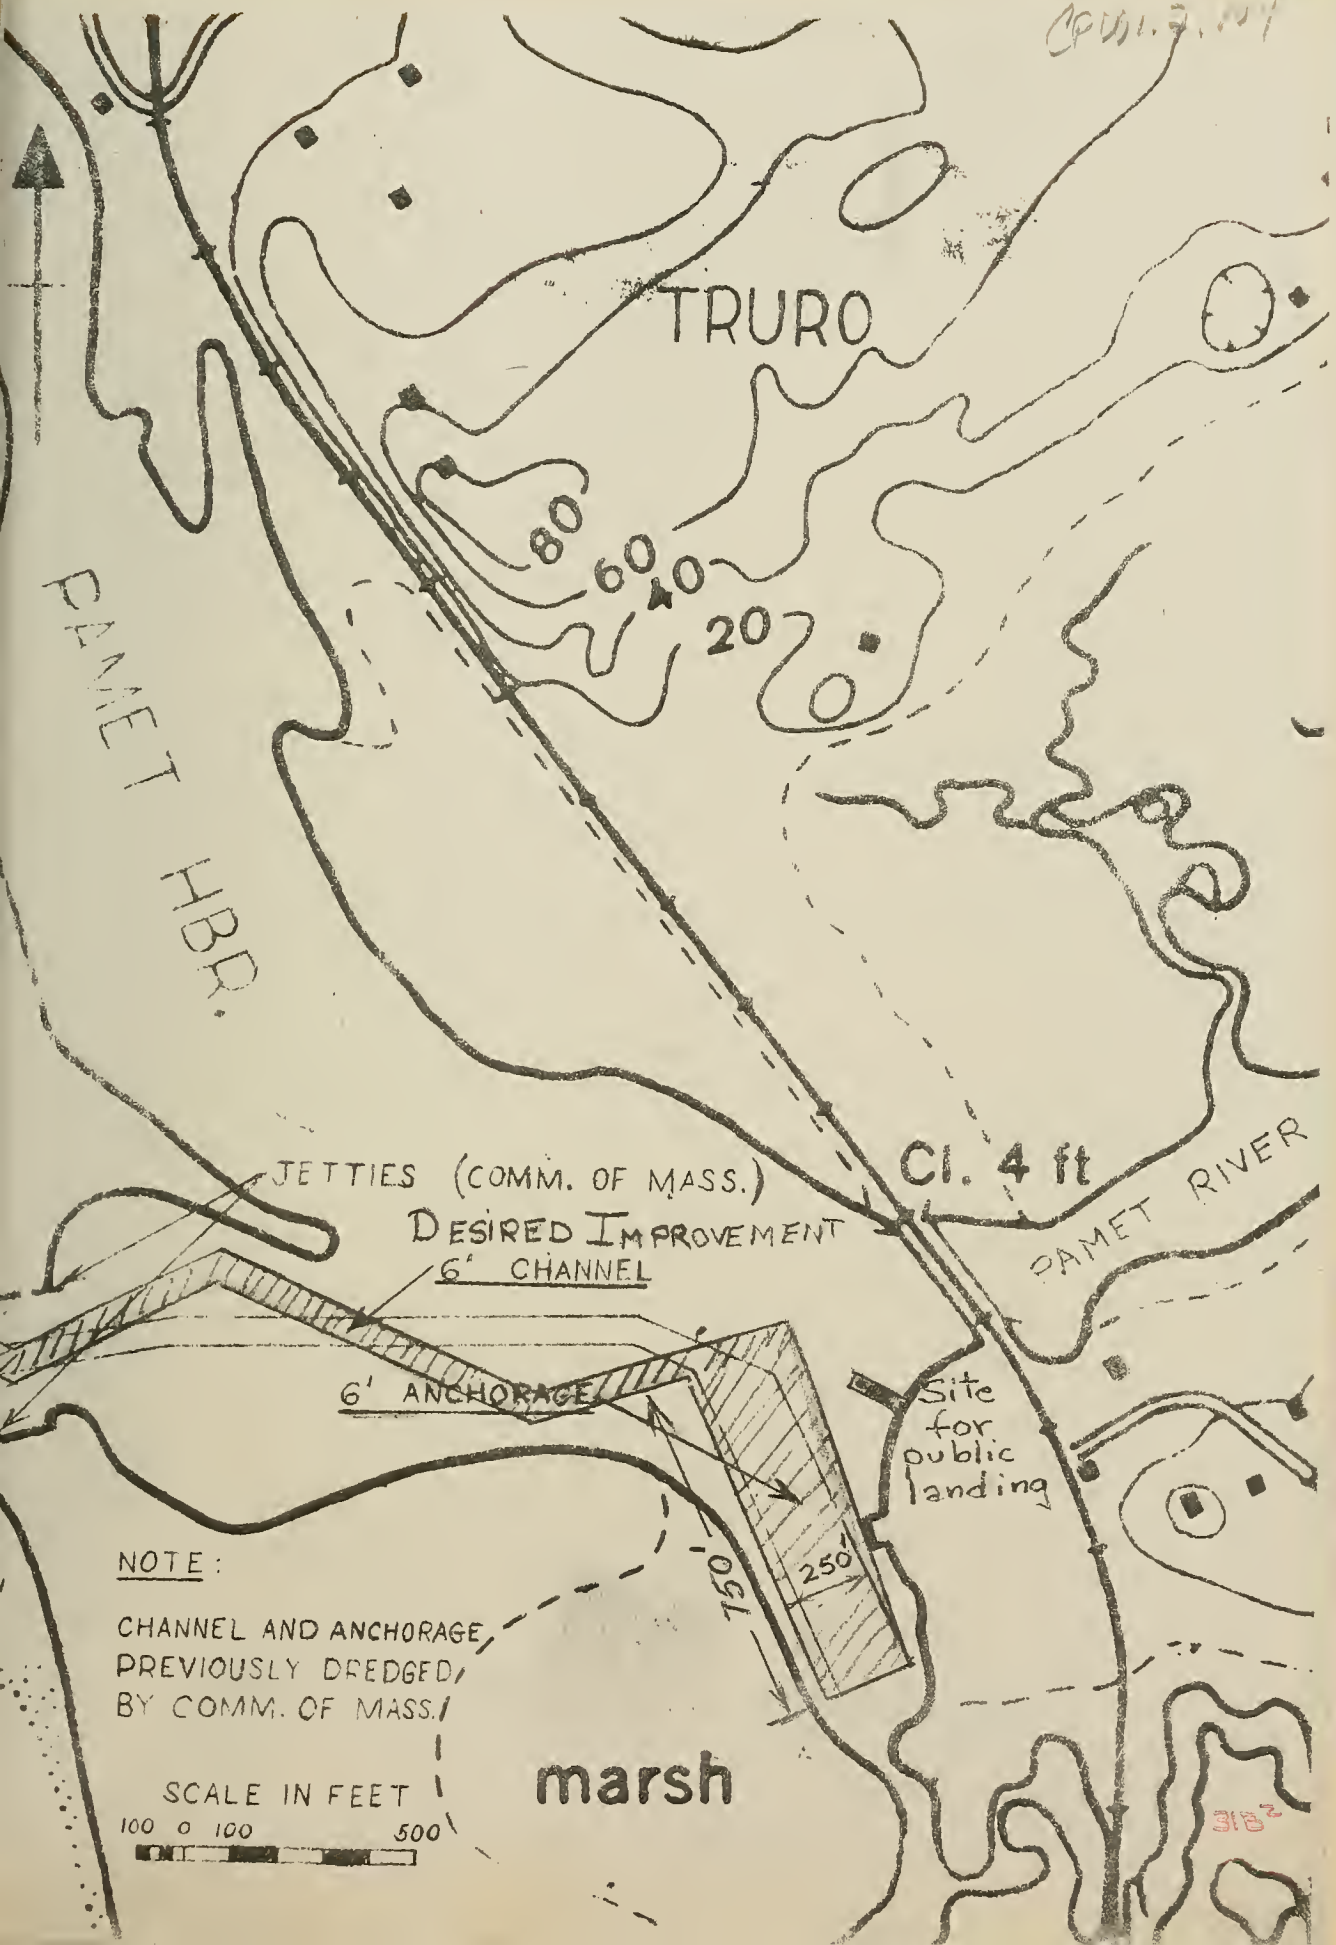 TRURO
80
60
40
20
PAMET HBR.
Cl. 4 ft
PAMET RIVER
JETTIES (COMM. OF MASS.)
DESIRED IMPROVEMENT
6' CHANNEL
6' ANCHORAGE
Site
for
public
landing
750'
250'
NOTE:
CHANNEL AND ANCHORAGE
PREVIOUSLY DREDGED
BY COMM. OF MASS.
marsh
SCALE IN FEET
100 0 100 500
31B2